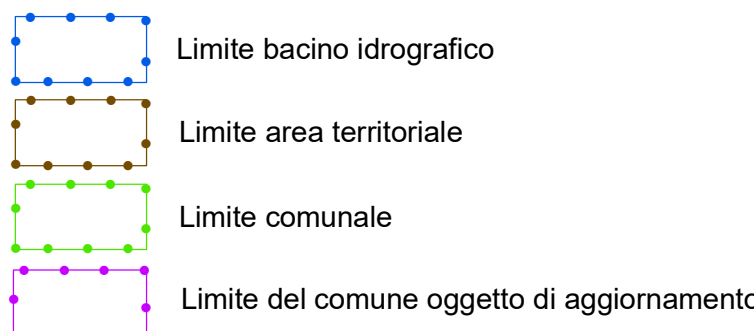 Limite bacino idrografico
Limite area territoriale
Limite comunale
Limite del comune oggetto di aggiornamento